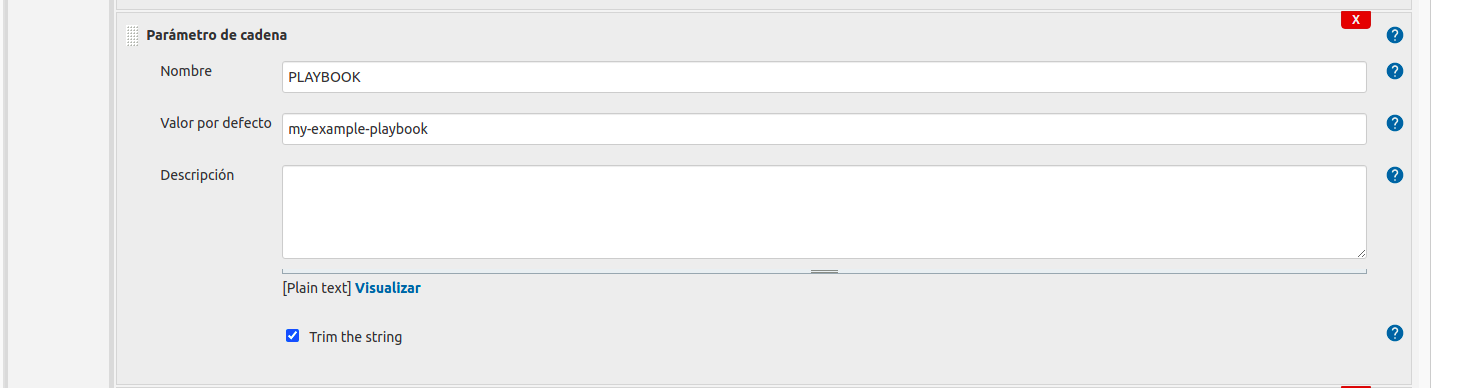 X
Parámetro de cadena
?
Nombre
PLAYBOOK
?
Valor por defecto
my-example-playbook
?
Descripción
?
[Plain text] Visualizar
Trim the string
?